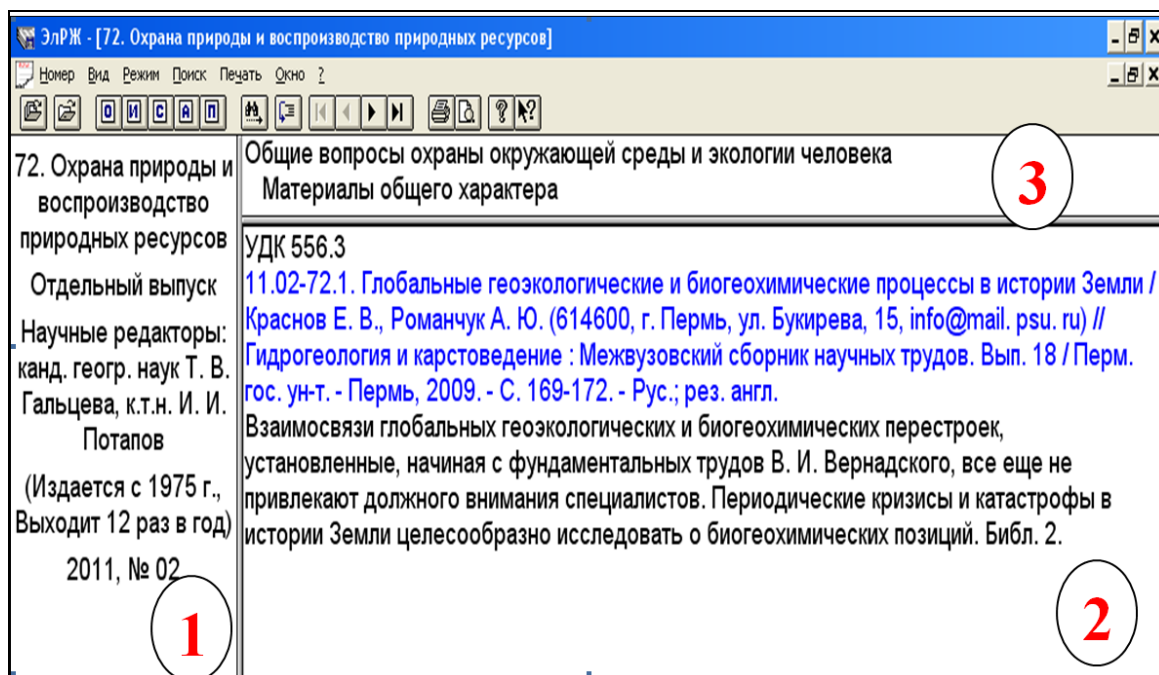 ЭлРЖ - [72. Охрана природы и воспроизводство природных ресурсов]
Номер Вид Режим Поиск Печать Окно ?
О И С А П
72. Охрана природы и
воспроизводство
природных ресурсов
Отдельный выпуск
Научные редакторы:
канд. геогр. наук Т. В.
Гальцева, к.т.н. И. И.
Потапов
(Издается с 1975 г.,
Выходит 12 раз в год)
2011, № 02
1
Общие вопросы охраны окружающей среды и экологии человека
Материалы общего характера
3
УДК 556.3
11.02-72.1. Глобальные геоэкологические и биогеохимические процессы в истории Земли /
Краснов Е. В., Романчук А. Ю. (614600, г. Пермь, ул. Букирева, 15, info@mail. psu. ru) //
Гидрогеология и карстоведение : Межвузовский сборник научных трудов. Вып. 18 / Перм.
гос. ун-т. - Пермь, 2009. - С. 169-172. - Рус.; рез. англ.
Взаимосвязи глобальных геоэкологических и биогеохимических перестроек,
установленные, начиная с фундаментальных трудов В. И. Вернадского, все еще не
привлекают должного внимания специалистов. Периодические кризисы и катастрофы в
истории Земли целесообразно исследовать о биогеохимических позиций. Библ. 2.
2